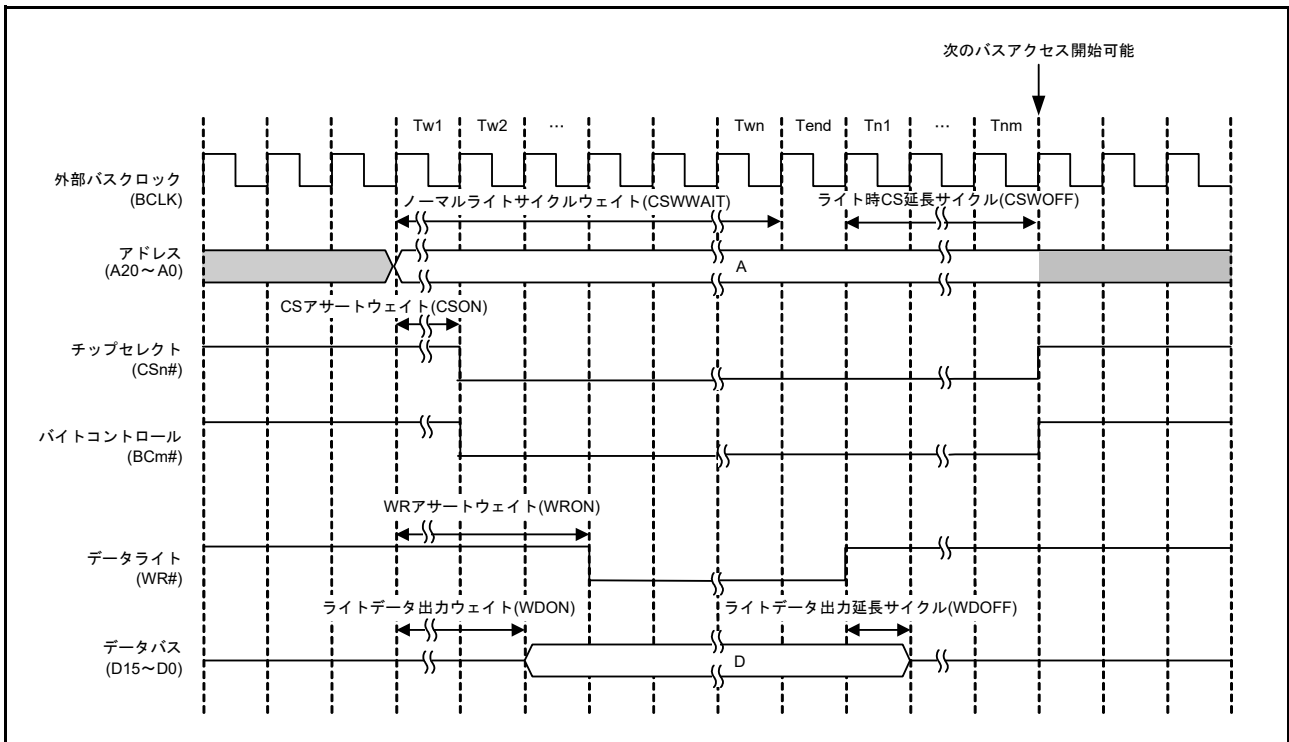 次のバスアクセス開始可能
Tw1 Tw2 … Twn Tend Tn1 … Tnm
外部バスクロック
(BCLK)
ノーマルライトサイクルウェイト(CSWWAIT)
ライト時CS延長サイクル(CSWOFF)
アドレス
(A20～A0)
A
CSアサートウェイト(CSON)
チップセレクト
(CSn#)
バイトコントロール
(BCm#)
WRアサートウェイト(WRON)
データライト
(WR#)
ライトデータ出力ウェイト(WDON)
ライトデータ出力延長サイクル(WDOFF)
データバス
(D15～D0)
D